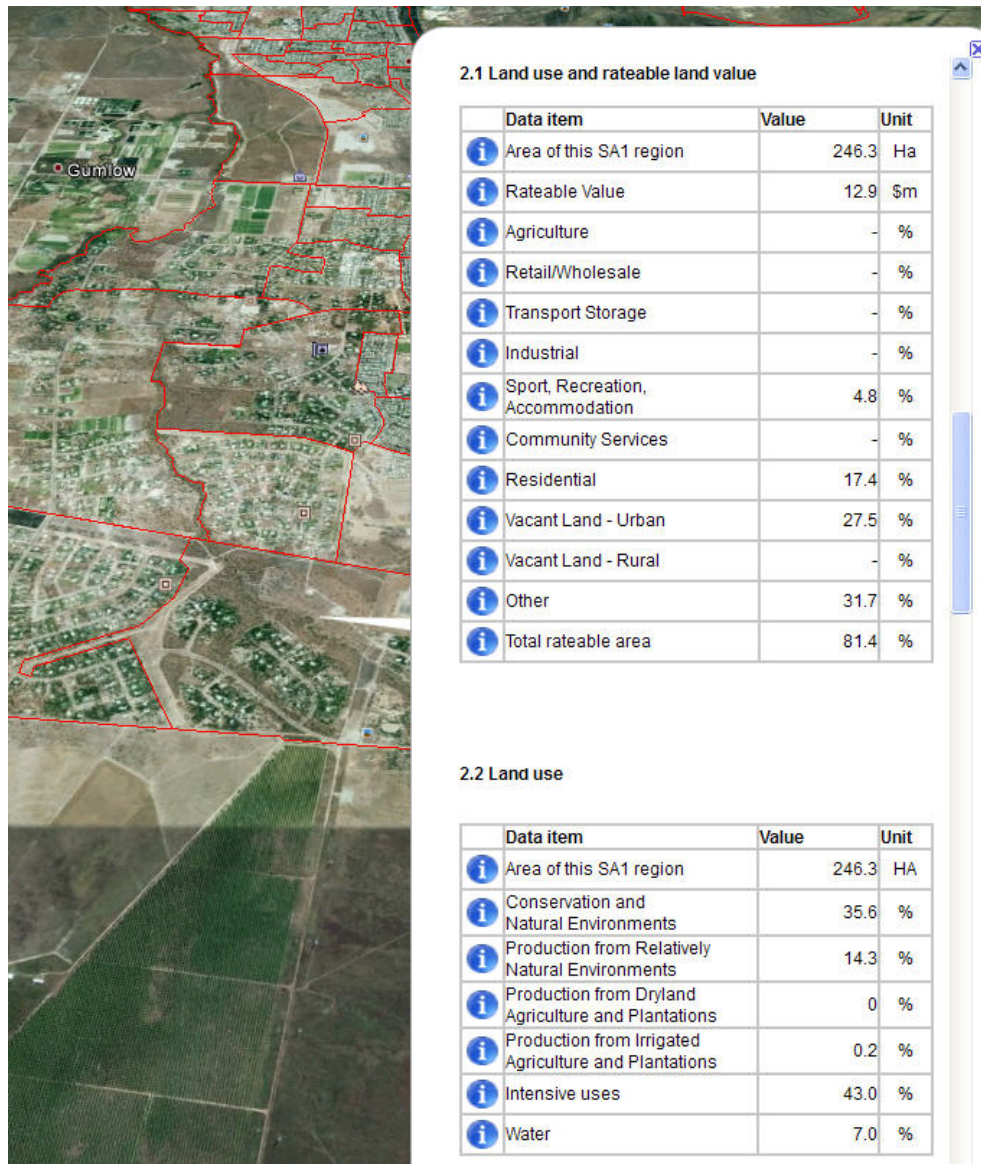 Gumlow
2.1 Land use and rateable land value
Data item Value Unit
i Area of this SA1 region 246.3 Ha
i Rateable Value 12.9 $m
i Agriculture - %
i Retail/Wholesale - %
i Transport Storage - %
i Industrial - %
i Sport, Recreation,
Accommodation 4.8 %
i Community Services - %
i Residential 17.4 %
i Vacant Land - Urban 27.5 %
i Vacant Land - Rural - %
i Other 31.7 %
i Total rateable area 81.4 %
2.2 Land use
Data item Value Unit
i Area of this SA1 region 246.3 HA
i Conservation and
Natural Environments 35.6 %
i Production from Relatively
Natural Environments 14.3 %
i Production from Dryland
Agriculture and Plantations 0 %
i Production from Irrigated
Agriculture and Plantations 0.2 %
i Intensive uses 43.0 %
i Water 7.0 %